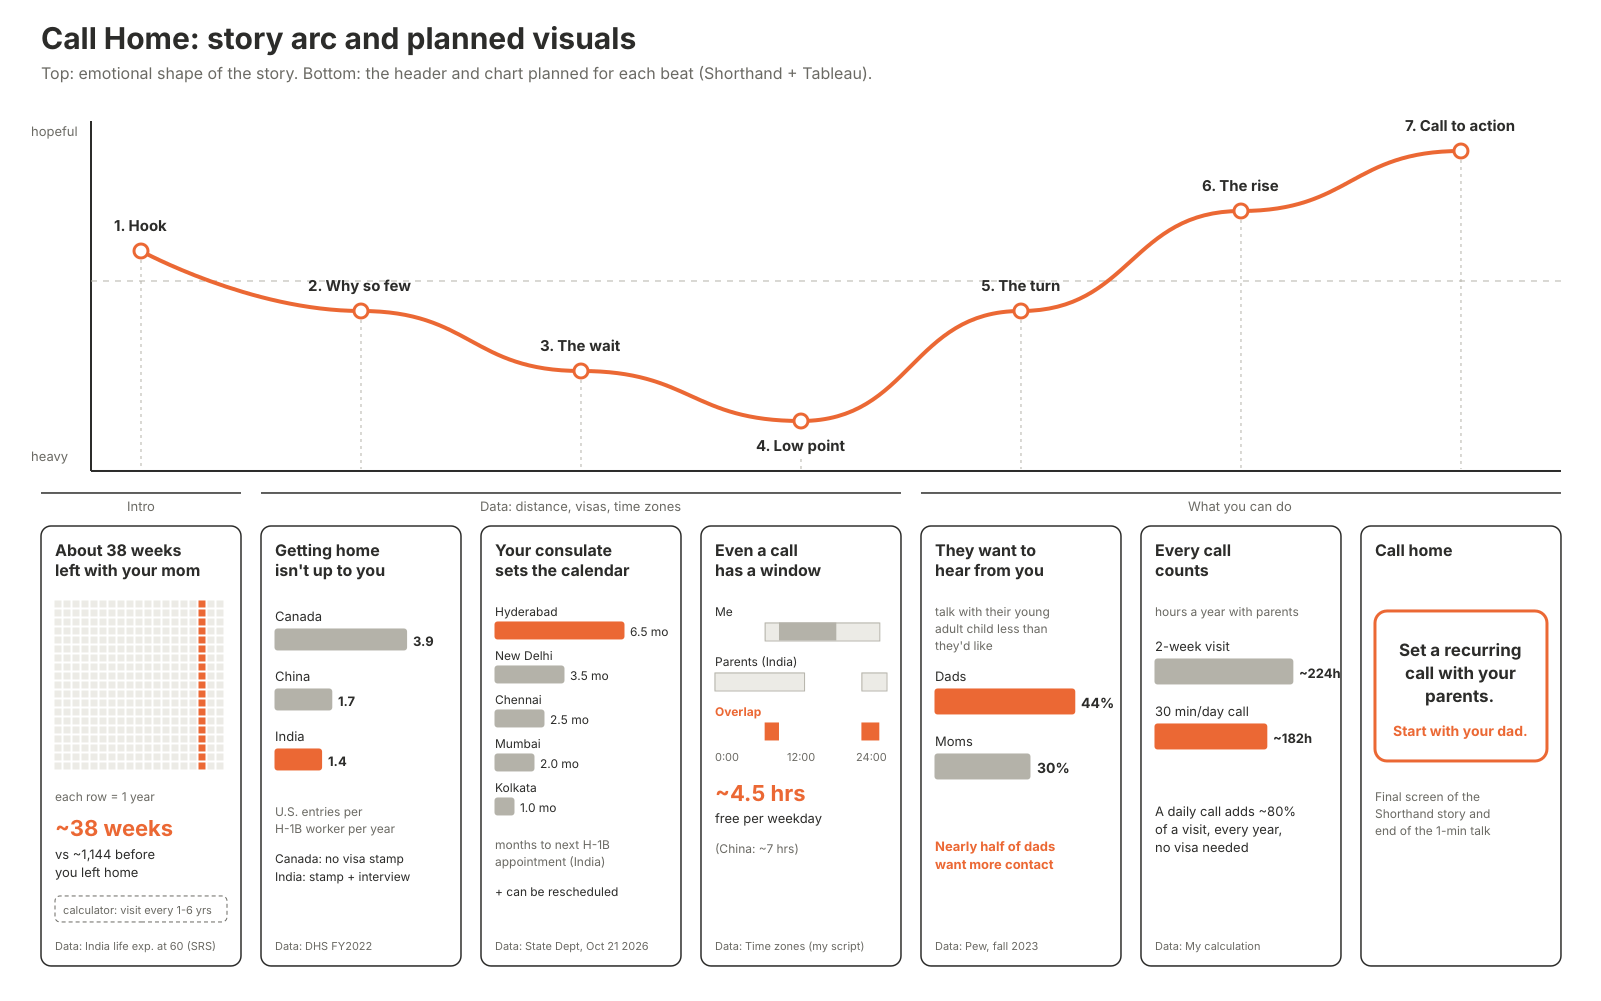 Call Home: story arc and planned visuals
Top: emotional shape of the story. Bottom: the header and chart planned for each beat (Shorthand + Tableau).
hopeful
heavy
1. Hook
2. Why so few
3. The wait
4. Low point
5. The turn
6. The rise
7. Call to action
Intro
Data: distance, visas, time zones
What you can do
About 38 weeks
left with your mom
each row = 1 year
~38 weeks
vs ~1,144 before
you left home
calculator: visit every 1-6 yrs
Data: India life exp. at 60 (SRS)
Getting home
isn't up to you
Canada
3.9
China
1.7
India
1.4
U.S. entries per
H-1B worker per year
Canada: no visa stamp
India: stamp + interview
Data: DHS FY2022
Your consulate
sets the calendar
Hyderabad
6.5 mo
New Delhi
3.5 mo
Chennai
2.5 mo
Mumbai
2.0 mo
Kolkata
1.0 mo
months to next H-1B
appointment (India)
+ can be rescheduled
Data: State Dept, Oct 21 2026
Even a call
has a window
Me
Parents (India)
Overlap
0:00 12:00 24:00
~4.5 hrs
free per weekday
(China: ~7 hrs)
Data: Time zones (my script)
They want to
hear from you
talk with their young
adult child less than
they'd like
Dads
44%
Moms
30%
Nearly half of dads
want more contact
Data: Pew, fall 2023
Every call
counts
hours a year with parents
2-week visit
~224h
30 min/day call
~182h
A daily call adds ~80%
of a visit, every year,
no visa needed
Data: My calculation
Call home
Set a recurring
call with your
parents.
Start with your dad.
Final screen of the
Shorthand story and
end of the 1-min talk